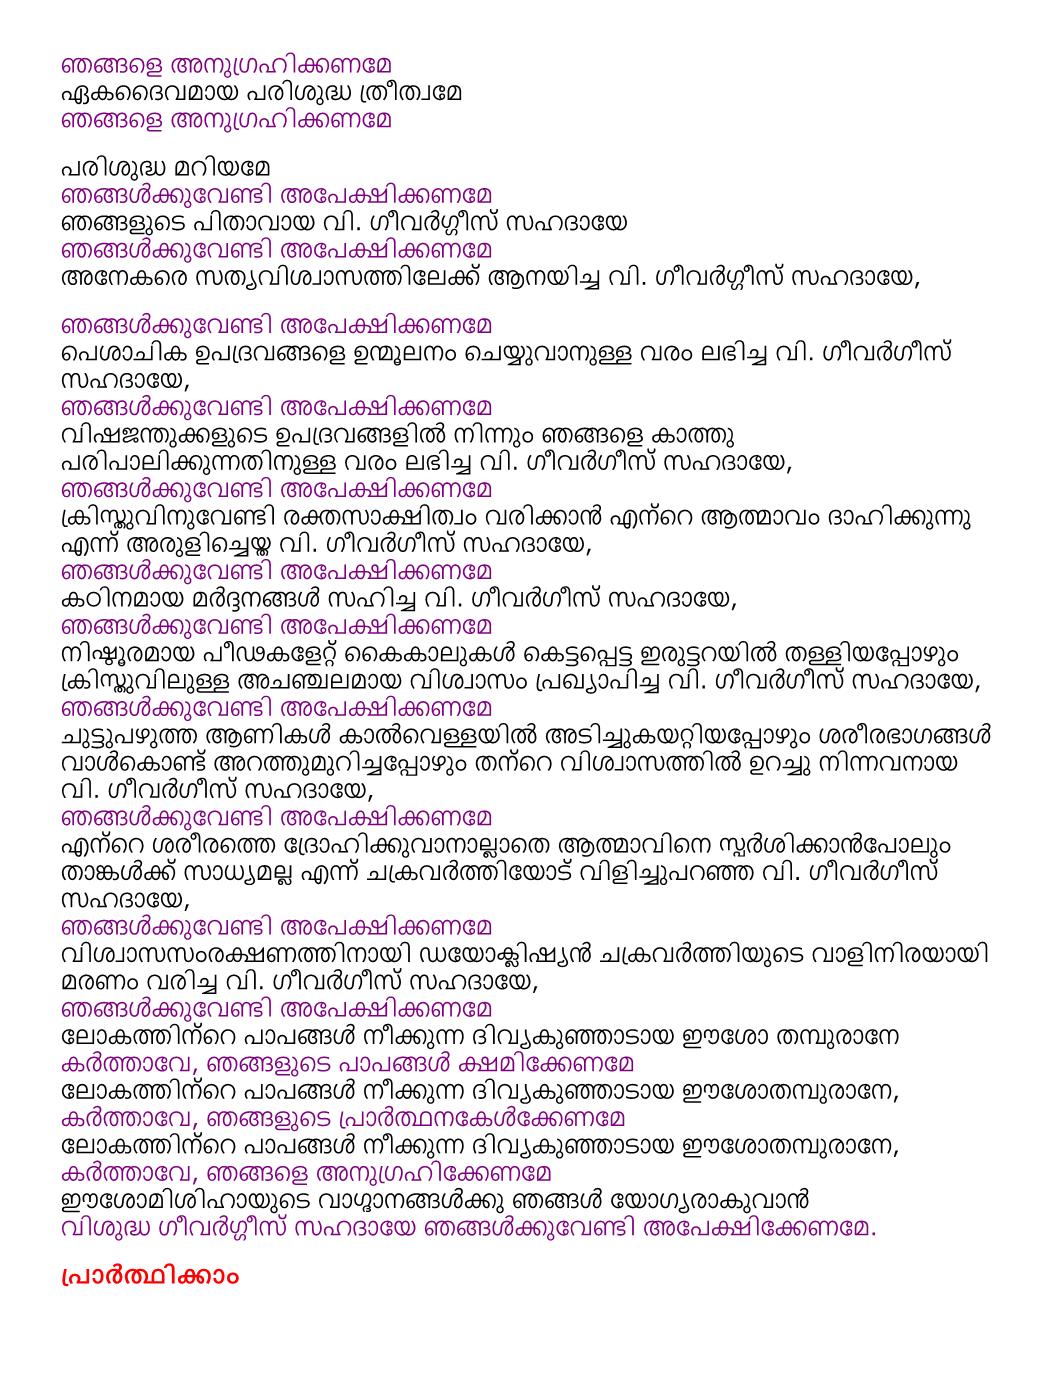 ഞങ്ങളെ അനുഗ്രഹിക്കണമേ
ഏകദൈവമായ പരിശുദ്ധ ത്രീത്വമേ
ഞങ്ങളെ അനുഗ്രഹിക്കണമേ
പരിശുദ്ധ മറിയമേ
ഞങ്ങൾക്കുവേണ്ടി അപേക്ഷിക്കണമേ
ഞങ്ങളുടെ പിതാവായ വി. ഗീവർഗ്ഗീസ് സഹദായേ
ഞങ്ങൾക്കുവേണ്ടി അപേക്ഷിക്കണമേ
അനേകരെ സത്യവിശ്വാസത്തിലേക്ക് ആനയിച്ച വി. ഗീവർഗ്ഗീസ് സഹദായേ,
ഞങ്ങൾക്കുവേണ്ടി അപേക്ഷിക്കണമേ
പെശാചിക ഉപദ്രവങ്ങളെ ഉന്മൂലനം ചെയ്യുവാനുള്ള വരം ലഭിച്ച വി. ഗീവർഗീസ്
സഹദായേ,
ഞങ്ങൾക്കുവേണ്ടി അപേക്ഷിക്കണമേ
വിഷജന്തുക്കളുടെ ഉപദ്രവങ്ങളിൽ നിന്നും ഞങ്ങളെ കാത്തു
പരിപാലിക്കുന്നതിനുള്ള വരം ലഭിച്ച വി. ഗീവർഗീസ് സഹദായേ,
ഞങ്ങൾക്കുവേണ്ടി അപേക്ഷിക്കണമേ
ക്രിസ്തുവിനുവേണ്ടി രക്തസാക്ഷിത്വം വരിക്കാൻ എന്റെ ആത്മാവം ദാഹിക്കുന്നു
എന്ന് അരുളിച്ചെയ്ത വി. ഗീവർഗീസ് സഹദായേ,
ഞങ്ങൾക്കുവേണ്ടി അപേക്ഷിക്കണമേ
കഠിനമായ മർദ്ദനങ്ങൾ സഹിച്ച വി. ഗീവർഗീസ് സഹദായേ,
ഞങ്ങൾക്കുവേണ്ടി അപേക്ഷിക്കണമേ
നിഷ്ഠൂരമായ പീഢകളേറ്റ് കൈകാലുകൾ കെട്ടപ്പെട്ട ഇരുട്ടറയിൽ തള്ളിയപ്പോഴും
ക്രിസ്തുവിലുള്ള അചഞ്ചലമായ വിശ്വാസം പ്രഖ്യാപിച്ച വി. ഗീവർഗീസ് സഹദായേ,
ഞങ്ങൾക്കുവേണ്ടി അപേക്ഷിക്കണമേ
ചുട്ടുപഴുത്ത ആണികൾ കാൽവെള്ളയിൽ അടിച്ചുകയറ്റിയപ്പോഴും ശരീരഭാഗങ്ങൾ
വാൾകൊണ്ട് അറത്തുമുറിച്ചപ്പോഴും തന്റെ വിശ്വാസത്തിൽ ഉറച്ചു നിന്നവനായ
വി. ഗീവർഗീസ് സഹദായേ,
ഞങ്ങൾക്കുവേണ്ടി അപേക്ഷിക്കണമേ
എന്റെ ശരീരത്തെ ദ്രോഹിക്കുവാനാല്ലാതെ ആത്മാവിനെ സ്പർശിക്കാൻപോലും
താങ്കൾക്ക് സാധ്യമല്ല എന്ന് ചക്രവർത്തിയോട് വിളിച്ചുപറഞ്ഞ വി. ഗീവർഗീസ്
സഹദായേ,
ഞങ്ങൾക്കുവേണ്ടി അപേക്ഷിക്കണമേ
വിശ്വാസസംരക്ഷണത്തിനായി ഡയോക്ലിഷ്യൻ ചക്രവർത്തിയുടെ വാളിനിരയായി
മരണം വരിച്ച വി. ഗീവർഗീസ് സഹദായേ,
ഞങ്ങൾക്കുവേണ്ടി അപേക്ഷിക്കണമേ
ലോകത്തിന്റെ പാപങ്ങൾ നീക്കുന്ന ദിവ്യകുഞ്ഞാടായ ഈശോ തമ്പുരാനേ
കർത്താവേ, ഞങ്ങളുടെ പാപങ്ങൾ ക്ഷമിക്കേണമേ
ലോകത്തിന്റെ പാപങ്ങൾ നീക്കുന്ന ദിവ്യകുഞ്ഞാടായ ഈശോതമ്പുരാനേ,
കർത്താവേ, ഞങ്ങളുടെ പ്രാർത്ഥനകേൾക്കേണമേ
ലോകത്തിന്റെ പാപങ്ങൾ നീക്കുന്ന ദിവ്യകുഞ്ഞാടായ ഈശോതമ്പുരാനേ,
കർത്താവേ, ഞങ്ങളെ അനുഗ്രഹിക്കേണമേ
ഈശോമിശിഹായുടെ വാഗ്ദാനങ്ങൾക്കു ഞങ്ങൾ യോഗ്യരാകുവാൻ
വിശുദ്ധ ഗീവർഗ്ഗീസ് സഹദായേ ഞങ്ങൾക്കുവേണ്ടി അപേക്ഷിക്കേണമേ.
പ്രാർത്ഥിക്കാം